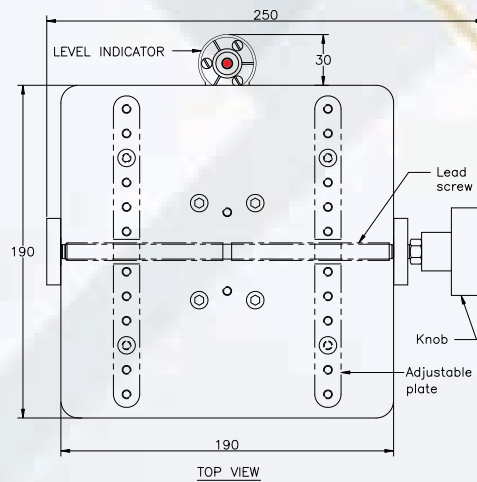 250
LEVEL INDICATOR
30
Lead
screw
190
Knob
Adjustable
plate
190
TOP VIEW